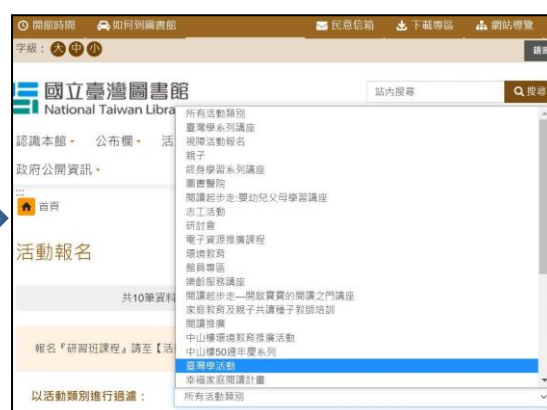 開館時間 如何到圖書館 民意信箱 下載專區 網站導覽
字級： 大 中 小 語言
國立臺灣圖書館
National Taiwan Libra
站內搜尋 搜尋
認識本館 公布欄 活
政府公開資訊
:::
首頁
活動報名
共10筆資料
報名『研習班課程』請至【活
以活動類別進行過濾：
所有活動類別
臺灣學系列講座
視障活動報名
親子
終身學習系列講座
圖書醫院
閱讀起步走:嬰幼兒父母學習講座
志工活動
研討會
電子資源推廣課程
環境教育
館員專區
樂齡服務講座
閱讀起步走—開啟寶寶的閱讀之門講座
家庭教育及親子共讀種子教師培訓
閱讀推廣
中山樓環境教育推廣活動
中山樓50週年慶系列
臺灣學活動
幸福家庭閱讀計畫
所有活動類別